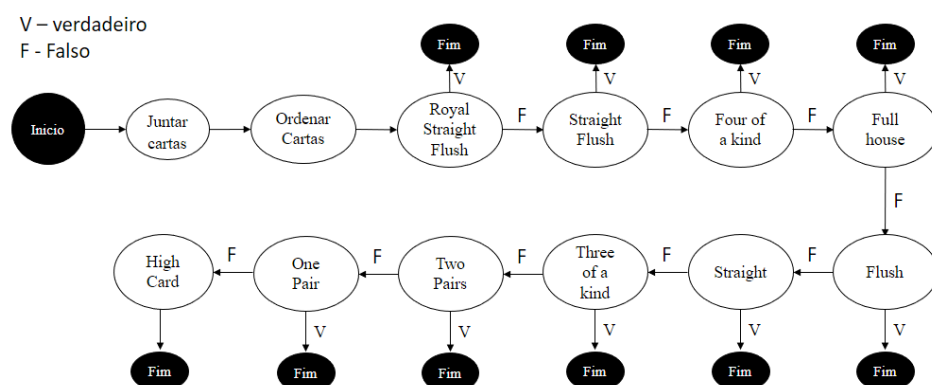 V – verdadeiro
F - Falso
Fim
Fim
Fim
Fim
V
V
V
V
Inicio
Juntar
cartas
Ordenar
Cartas
Royal
Straight
Flush
F
Straight
Flush
F
Four of
a kind
F
Full
house
F
High
Card
F
One
Pair
F
Two
Pairs
F
Three
of a
kind
F
Straight
F
Flush
V
V
V
V
V
Fim
Fim
Fim
Fim
Fim
Fim